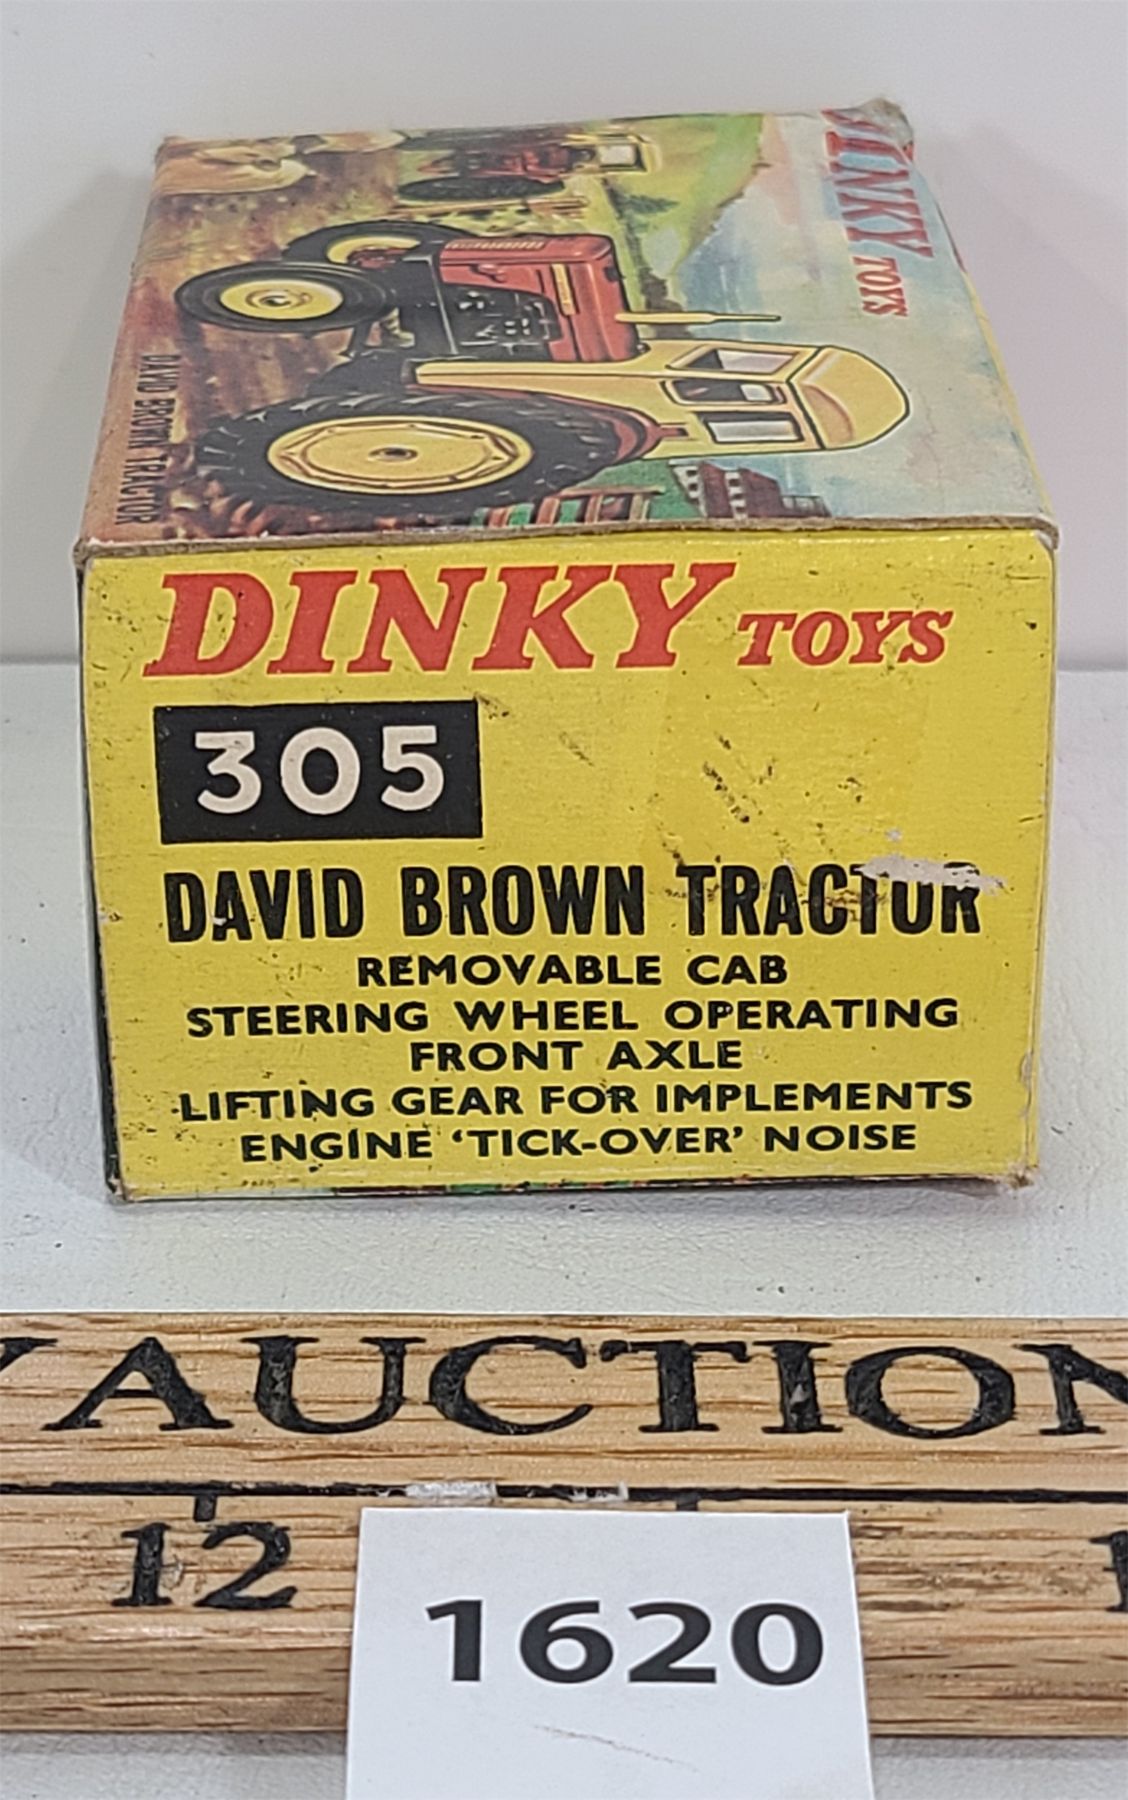 DINKY TOYS
DAVID BROWN TRACTOR
DINKY TOYS
305
DAVID BROWN TRACTOR
REMOVABLE CAB
STEERING WHEEL OPERATING
FRONT AXLE
LIFTING GEAR FOR IMPLEMENTS
ENGINE ‘TICK-OVER’ NOISE
AUCTION
12
1620